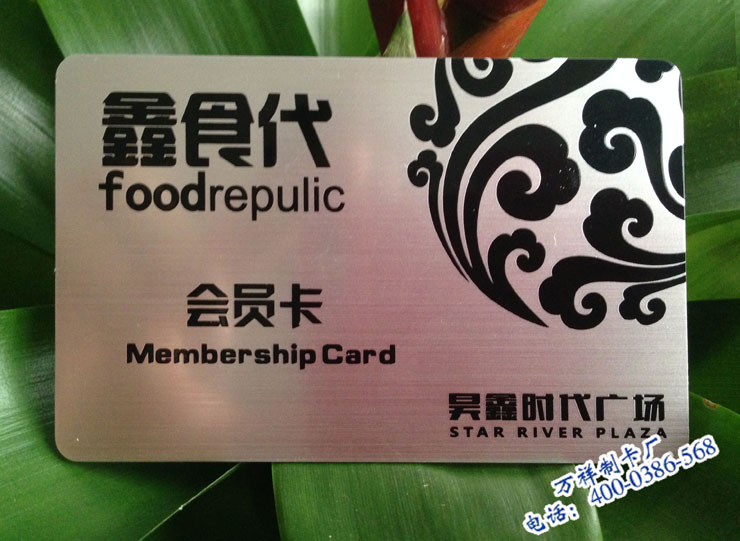 鑫食代
foodrepulic
会员卡
Membership Card
昊鑫时代广场
STAR RIVER PLAZA
万祥制卡厂
电话：400-0386-568